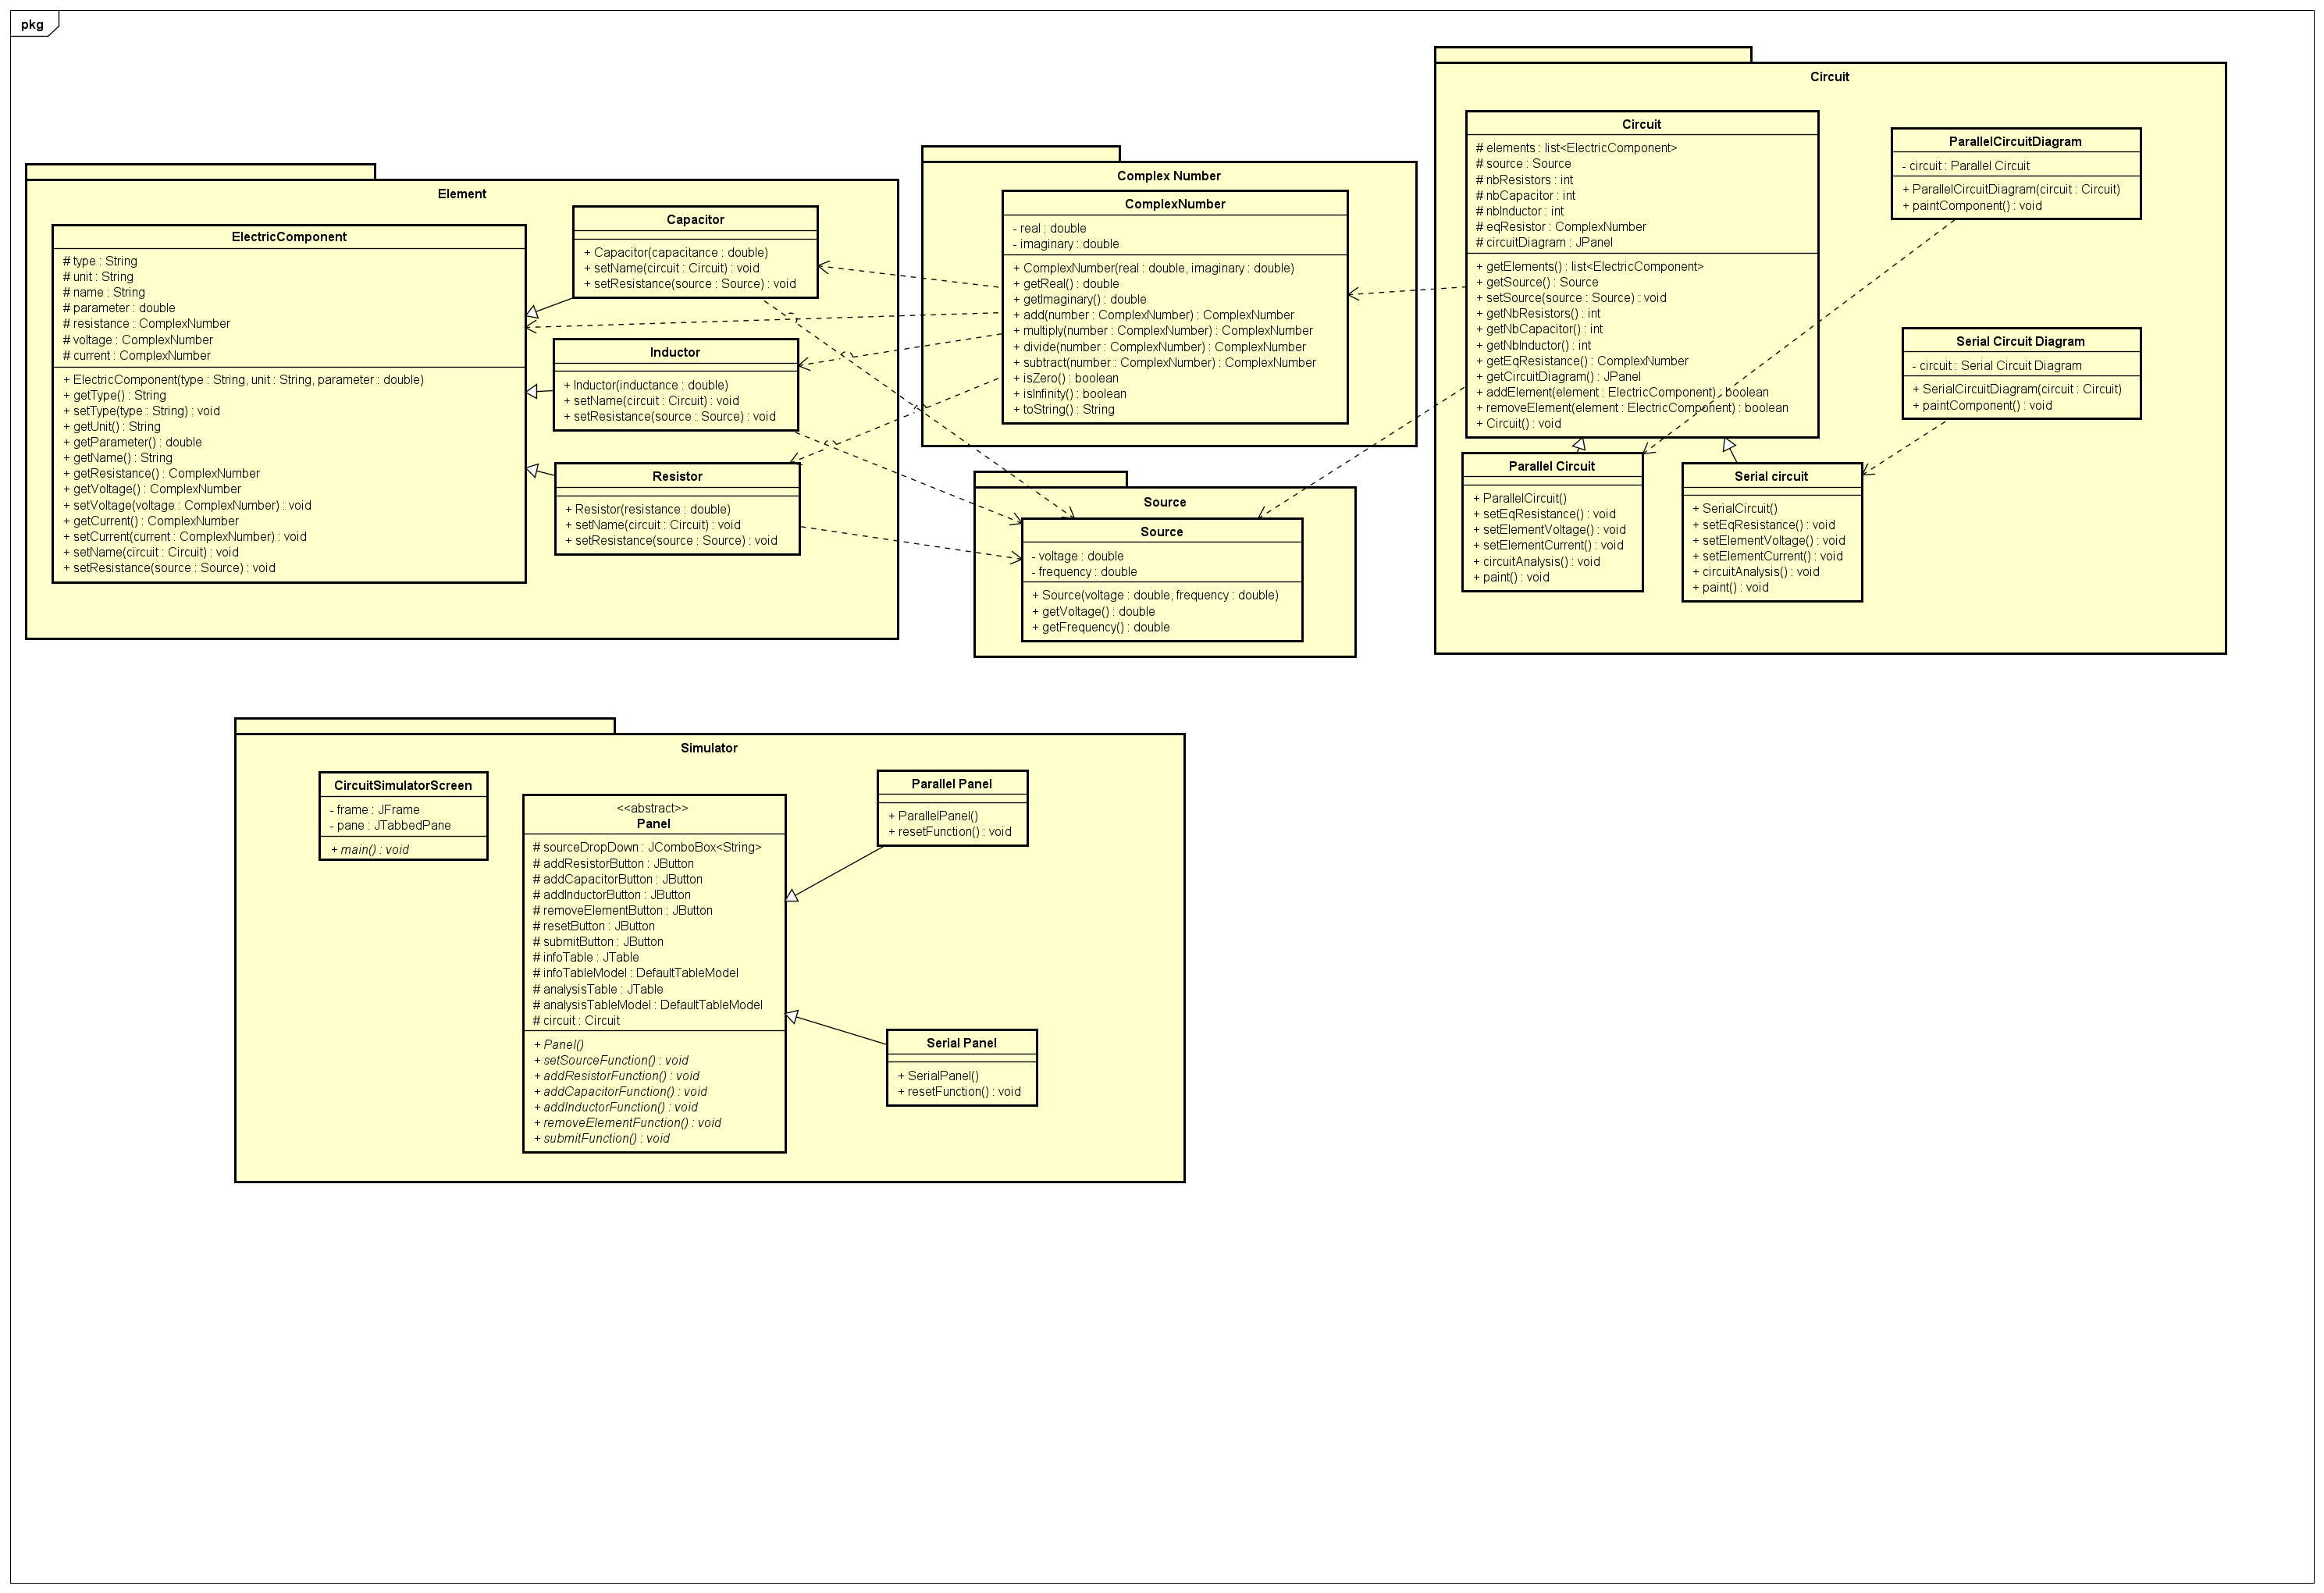 pkg
Element
ElectricComponent
# type : String
# unit : String
# name : String
# parameter : double
# resistance : ComplexNumber
# voltage : ComplexNumber
# current : ComplexNumber
+ ElectricComponent(type : String, unit : String, parameter : double)
+ getType() : String
+ setType(type : String) : void
+ getUnit() : String
+ getParameter() : double
+ getName() : String
+ getResistance() : ComplexNumber
+ getVoltage() : ComplexNumber
+ setVoltage(voltage : ComplexNumber) : void
+ getCurrent() : ComplexNumber
+ setCurrent(current : ComplexNumber) : void
+ setName(circuit : Circuit) : void
+ setResistance(source : Source) : void
Capacitor
+ Capacitor(capacitance : double)
+ setName(circuit : Circuit) : void
+ setResistance(source : Source) : void
Inductor
+ Inductor(inductance : double)
+ setName(circuit : Circuit) : void
+ setResistance(source : Source) : void
Resistor
+ Resistor(resistance : double)
+ setName(circuit : Circuit) : void
+ setResistance(source : Source) : void
Complex Number
ComplexNumber
- real : double
- imaginary : double
+ ComplexNumber(real : double, imaginary : double)
+ getReal() : double
+ getImaginary() : double
+ add(number : ComplexNumber) : ComplexNumber
+ multiply(number : ComplexNumber) : ComplexNumber
+ divide(number : ComplexNumber) : ComplexNumber
+ subtract(number : ComplexNumber) : ComplexNumber
+ isZero() : boolean
+ isInfinity() : boolean
+ toString() : String
Source
Source
- voltage : double
- frequency : double
+ Source(voltage : double, frequency : double)
+ getVoltage() : double
+ getFrequency() : double
Circuit
Circuit
# elements : list<ElectricComponent>
# source : Source
# nbResistors : int
# nbCapacitor : int
# nbInductor : int
# eqResistor : ComplexNumber
# circuitDiagram : JPanel
+ getElements() : list<ElectricComponent>
+ getSource() : Source
+ setSource(source : Source) : void
+ getNbResistors() : int
+ getNbCapacitor() : int
+ getNbInductor() : int
+ getEqResistance() : ComplexNumber
+ getCircuitDiagram() : JPanel
+ addElement(element : ElectricComponent) : boolean
+ removeElement(element : ElectricComponent) : boolean
+ Circuit() : void
ParallelCircuitDiagram
- circuit : Parallel Circuit
+ ParallelCircuitDiagram(circuit : Circuit)
+ paintComponent() : void
Serial Circuit Diagram
- circuit : Serial Circuit Diagram
+ SerialCircuitDiagram(circuit : Circuit)
+ paintComponent() : void
Parallel Circuit
+ ParallelCircuit()
+ setEqResistance() : void
+ setElementVoltage() : void
+ setElementCurrent() : void
+ circuitAnalysis() : void
+ paint() : void
Serial circuit
+ SerialCircuit()
+ setEqResistance() : void
+ setElementVoltage() : void
+ setElementCurrent() : void
+ circuitAnalysis() : void
+ paint() : void
Simulator
CircuitSimulatorScreen
- frame : JFrame
- pane : JTabbedPane
+ main() : void
<<abstract>>
Panel
# sourceDropDown : JComboBox<String>
# addResistorButton : JButton
# addCapacitorButton : JButton
# addInductorButton : JButton
# removeElementButton : JButton
# resetButton : JButton
# submitButton : JButton
# infoTable : JTable
# infoTableModel : DefaultTableModel
# analysisTable : JTable
# analysisTableModel : DefaultTableModel
# circuit : Circuit
+ Panel()
+ setSourceFunction() : void
+ addResistorFunction() : void
+ addCapacitorFunction() : void
+ addInductorFunction() : void
+ removeElementFunction() : void
+ submitFunction() : void
Parallel Panel
+ ParallelPanel()
+ resetFunction() : void
Serial Panel
+ SerialPanel()
+ resetFunction() : void